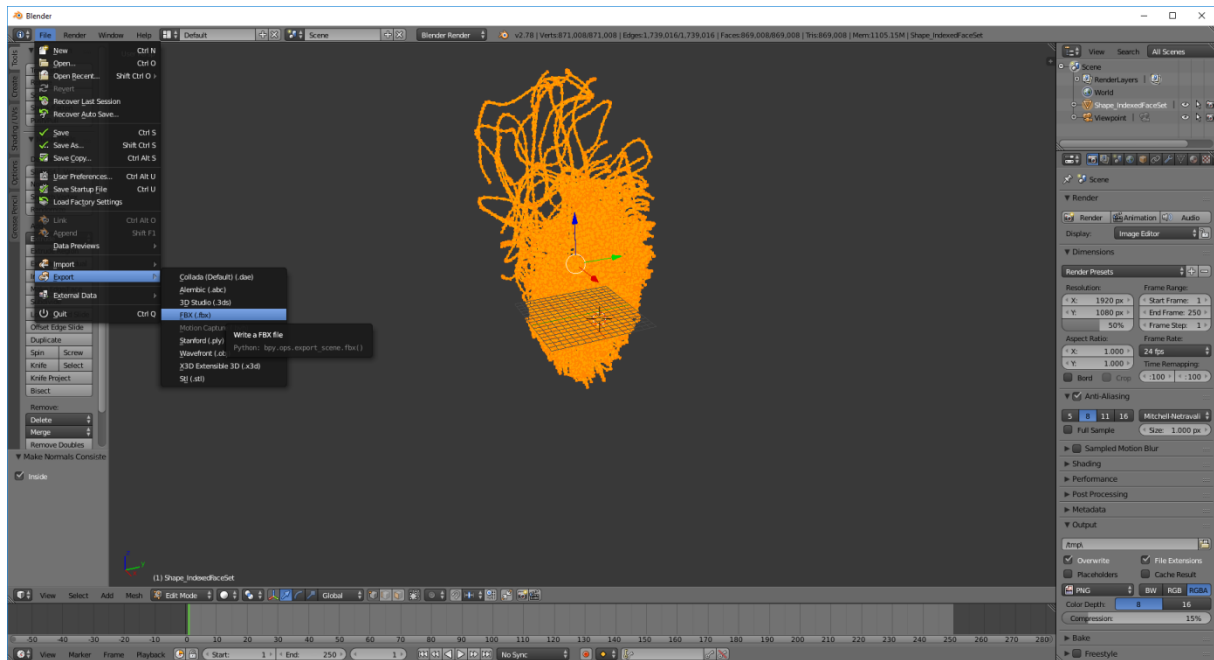 Blender
File Render Window Help Default Scene Blender Render v2.78 | Verts:871,008/871,008 | Edges:1,739,016/1,739,016 | Faces:869,008/869,008 | Tris:869,008 | Mem:1105.15M | Shape_IndexedFaceSet
New Ctrl N
Open... Ctrl O
Open Recent... Shift Ctrl O
Revert
Recover Last Session
Recover Auto Save...
Save Ctrl S
Save As... Shift Ctrl S
Save Copy... Ctrl Alt S
User Preferences... Ctrl Alt U
Save Startup File Ctrl U
Load Factory Settings
Link Ctrl Alt O
Append Shift F1
Data Previews
Import
Export
External Data
Quit Ctrl Q
Collada (Default) (.dae)
Alembic (.abc)
3D Studio (.3ds)
FBX (.fbx)
Motion Captur
Stanford (.ply)
Wavefront (.ob
X3D Extensible 3D (.x3d)
Stl (.stl)
Write a FBX file
Python: bpy.ops.export_scene.fbx()
Tools
Create
Shading / UVs
Options
Grease Pencil
Offset Edge Slide
Duplicate
Spin Screw
Knife Select
Knife Project
Bisect
Remove:
Delete
Merge
Remove Doubles
Make Normals Consiste
Inside
(1) Shape_IndexedFaceSet
View Select Add Mesh Edit Mode Global
-50 -40 -30 -20 -10 0 10 20 30 40 50 60 70 80 90 100 110 120 130 140 150 160 170 180 190 200 210 220 230 240 250 260 270 280
View Marker Frame Playback Start: 1 End: 250 1 No Sync
View Search All Scenes
Scene
RenderLayers
World
Shape_IndexedFaceSet
Viewpoint
Scene
Render
Render Animation Audio
Display: Image Editor
Dimensions
Render Presets
Resolution: Frame Range:
X: 1920 px Start Frame: 1
Y: 1080 px End Frame: 250
50% Frame Step: 1
Aspect Ratio: Frame Rate:
X: 1.000 24 fps
Y: 1.000 Time Remapping:
Bord Crop :100 :100
Anti-Aliasing
5 8 11 16 Mitchell-Netravali
Full Sample Size: 1.000 px
Sampled Motion Blur
Shading
Performance
Post Processing
Metadata
Output
/tmp\
Overwrite File Extensions
Placeholders Cache Result
PNG BW RGB RGBA
Color Depth: 8 16
Compression: 15%
Bake
Freestyle